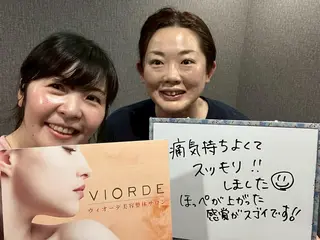 VIORDE
ヴィオーデ美容整体サロン
痛気持ちよくて
スッキリ!!
しました
ほっぺが上がった
感覚がスゴイです!!